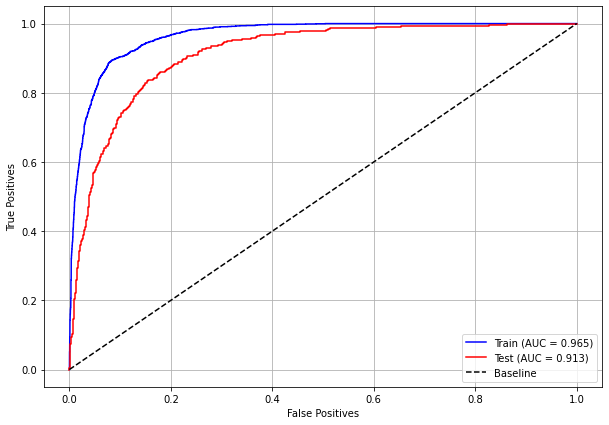 1.0
0.8
0.6
0.4
0.2
0.0
True Positives
0.0
0.2
0.4
0.6
0.8
1.0
False Positives
Train (AUC = 0.965)
Test (AUC = 0.913)
Baseline